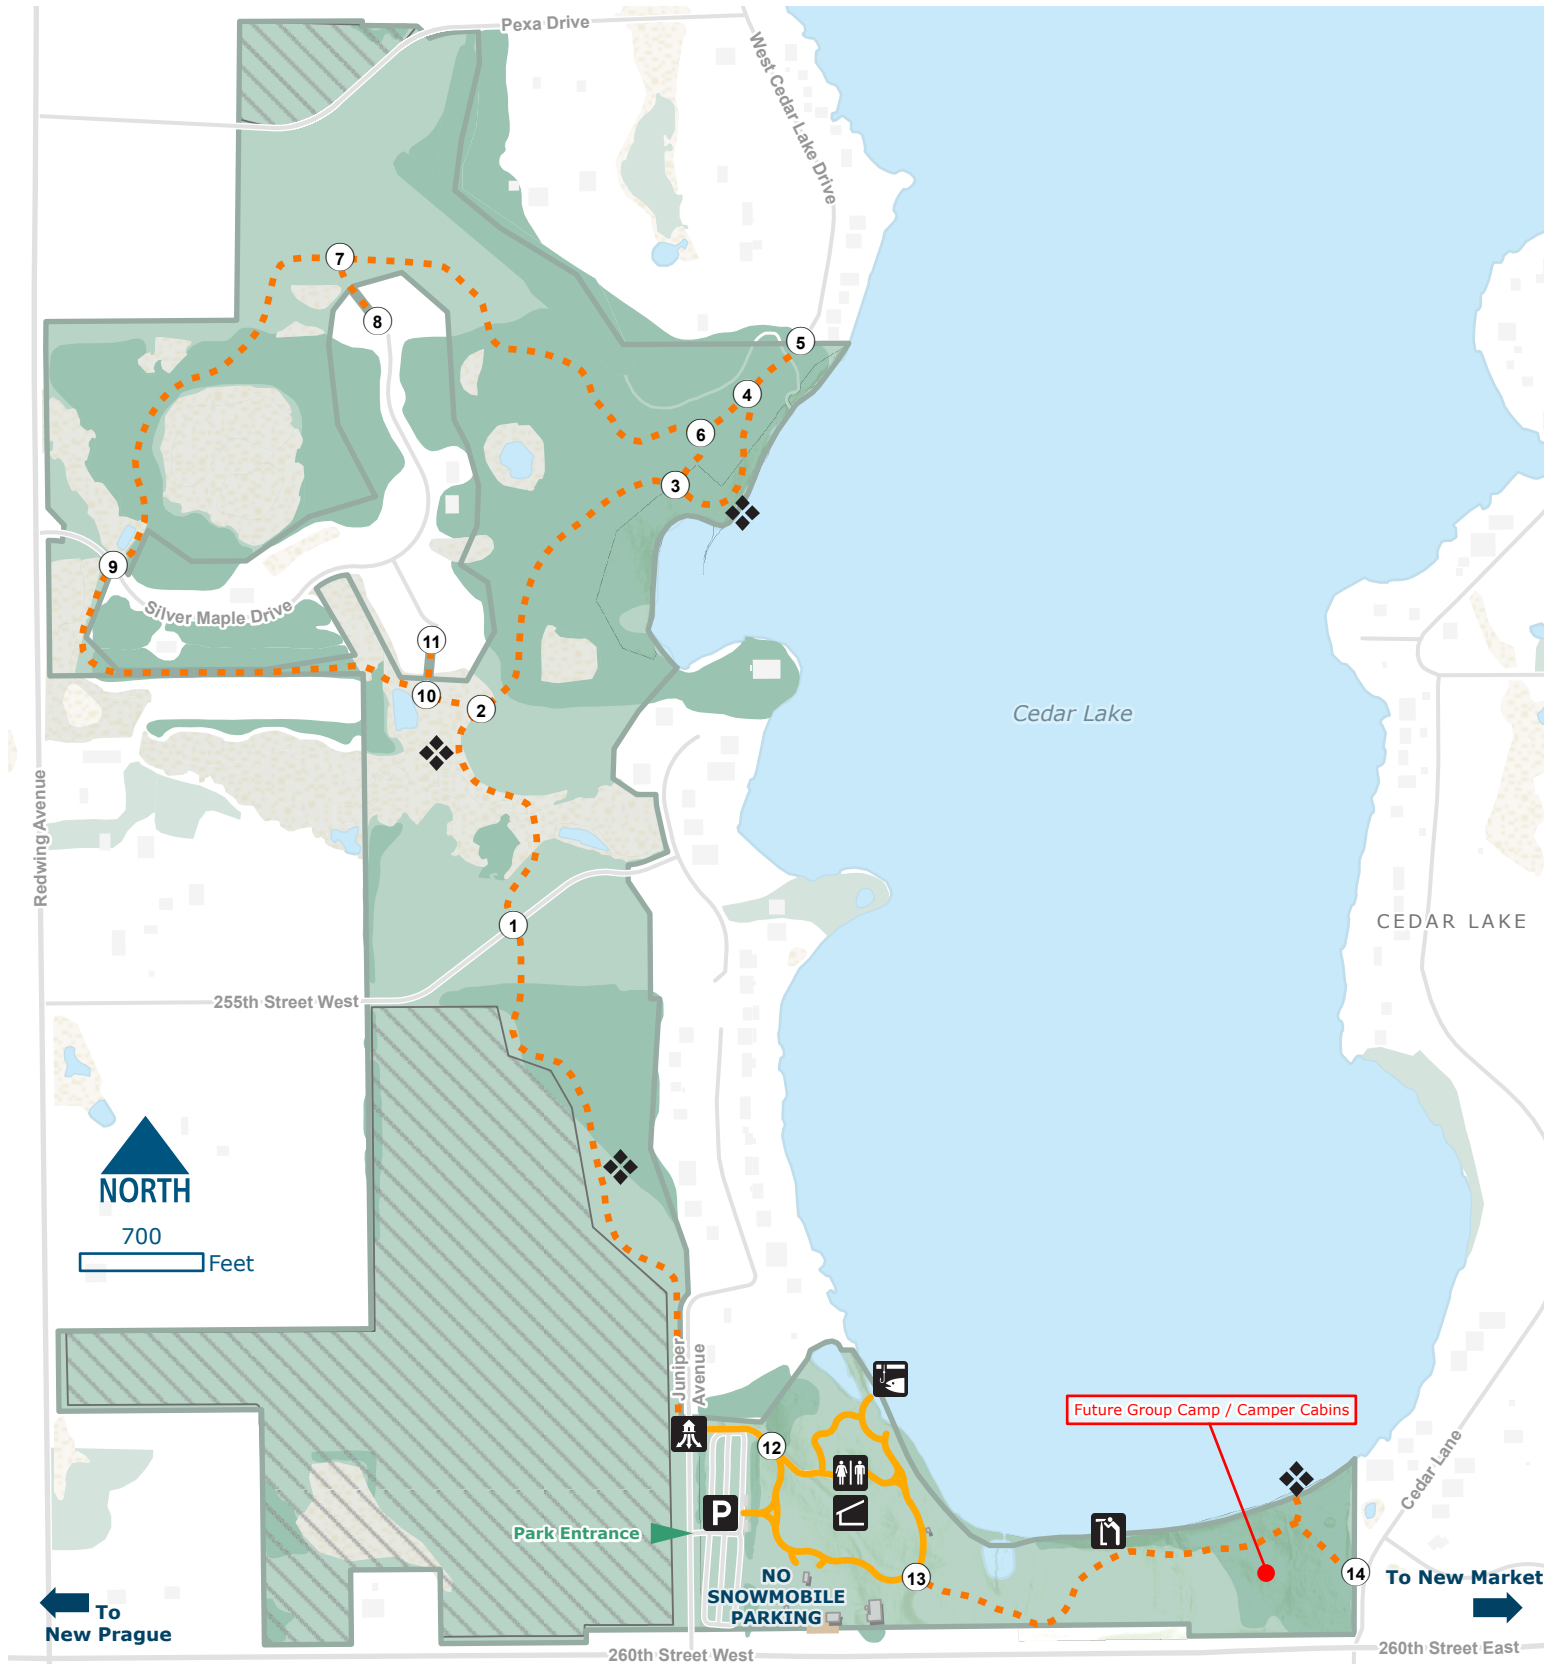 Pexa Drive
West Cedar Lake Drive
7
8
5
4
6
3
9
Silver Maple Drive
11
10
2
Cedar Lake
Redwing Avenue
1
CEDAR LAKE
255th Street West
NORTH
700
Feet
Juniper
Avenue
Future Group Camp / Camper Cabins
12
Cedar Lane
P
Park Entrance
13
14
NO
SNOWMOBILE
PARKING
To New Market
To
New Prague
260th Street West
260th Street East